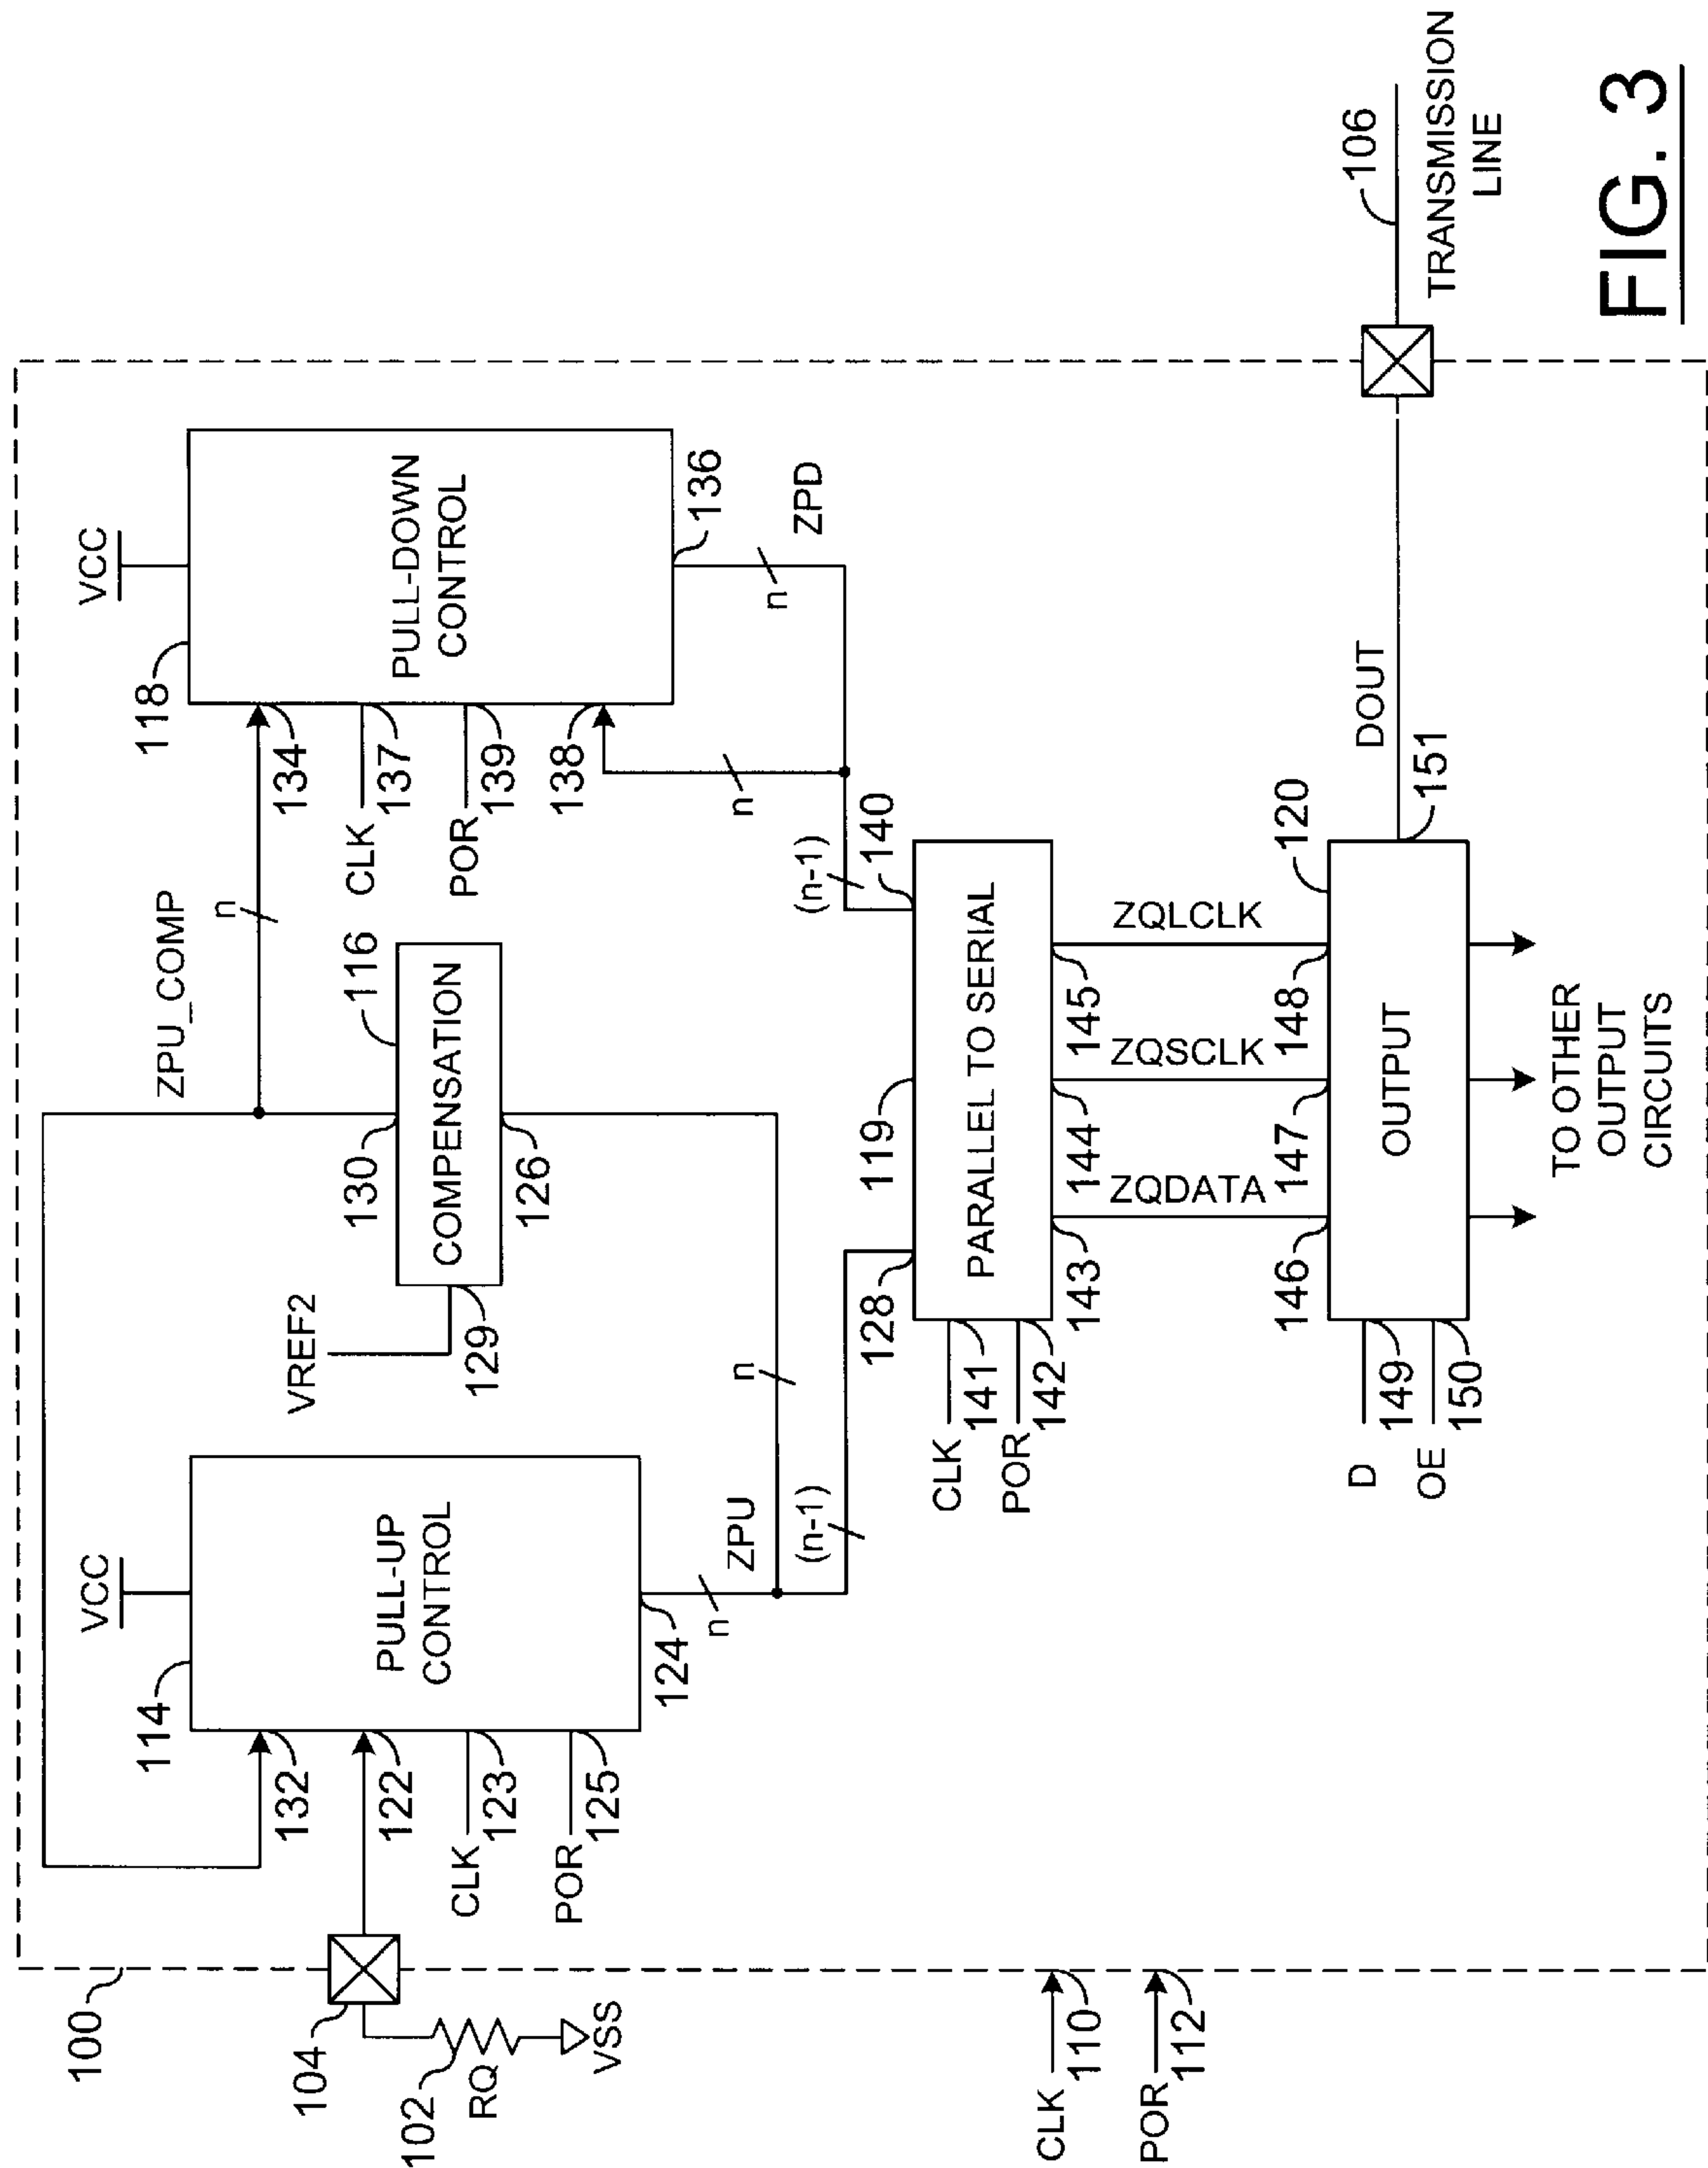 100
104
102
RQ
VSS
CLK
110
POR
112
114
VCC
PULL-UP
CONTROL
132
122
CLK
123
POR
125
124
n
ZPU
(n-1)
n
VREF2
129
COMPENSATION
116
130
126
ZPU_COMP
n
118
VCC
PULL-DOWN
CONTROL
134
CLK
137
POR
139
138
136
n
ZPD
n
(n-1)
140
128
119
PARALLEL TO SERIAL
CLK
141
POR
142
143
144
145
ZQDATA
ZQSCLK
ZQLCLK
146
147
148
OUTPUT
120
D
149
OE
150
151
DOUT
TO OTHER
OUTPUT
CIRCUITS
106
TRANSMISSION
LINE
FIG. 3